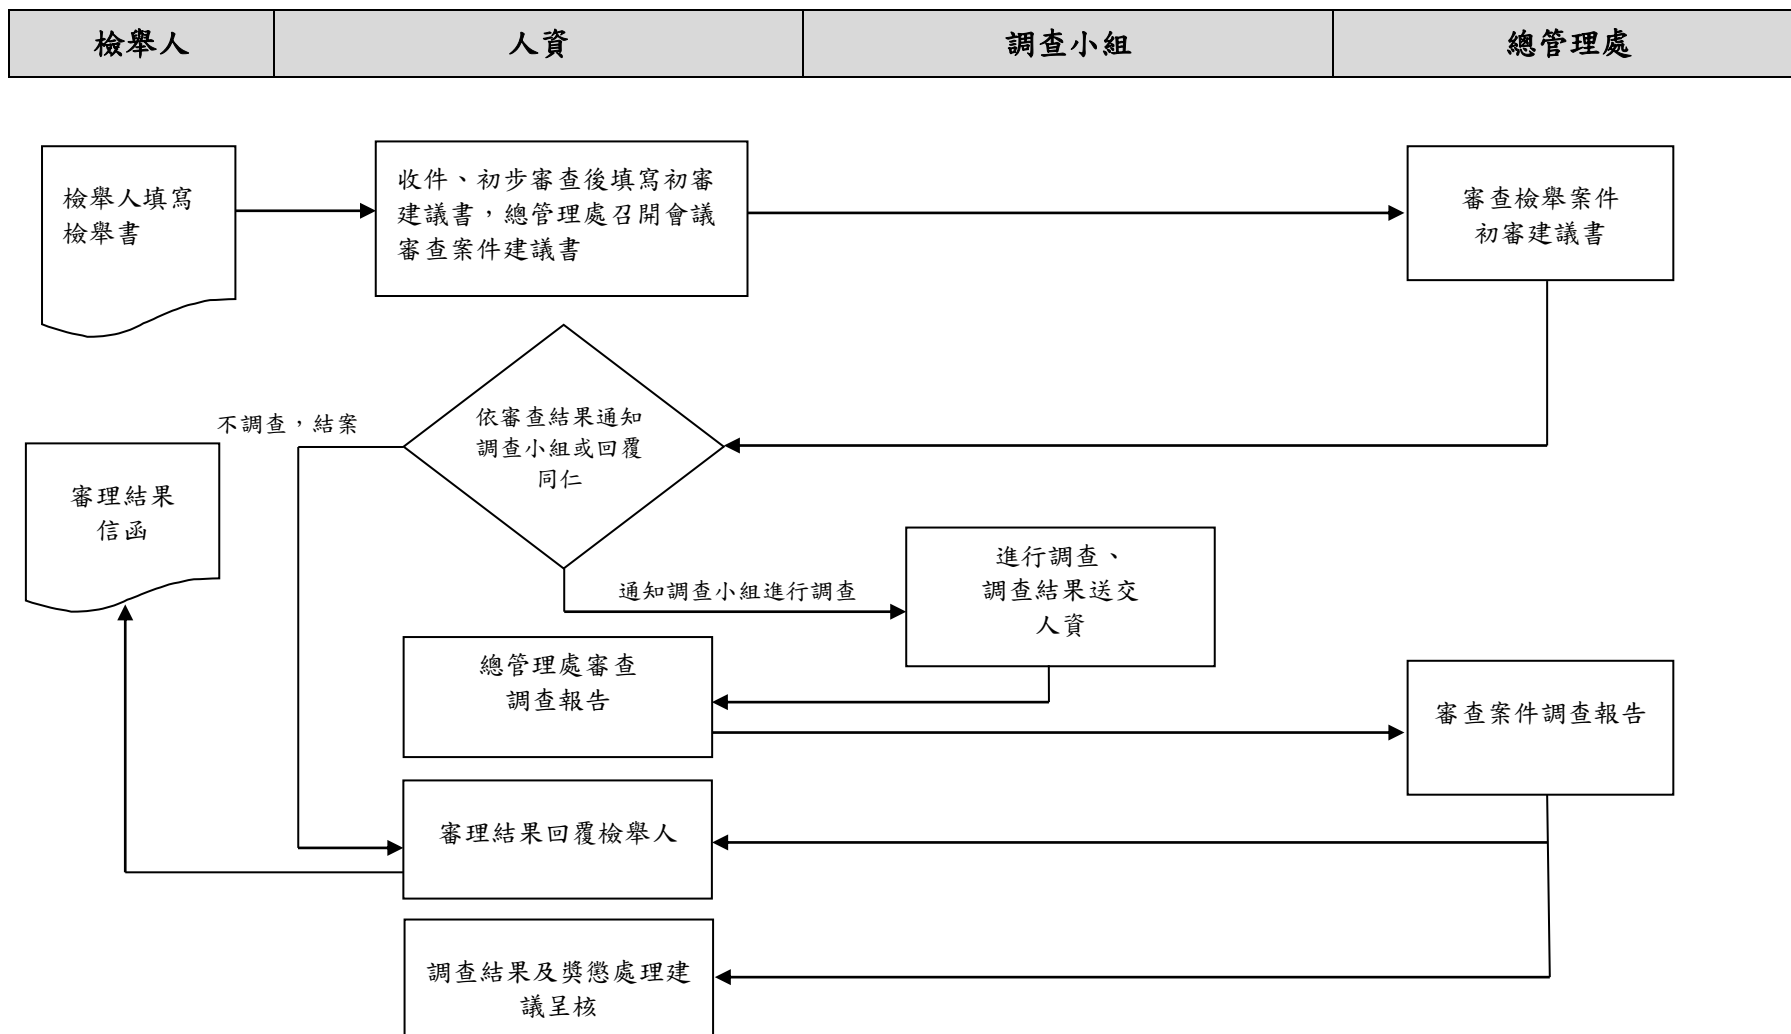 檢舉人
人資
調查小組
總管理處
檢舉人填寫
檢舉書
收件、初步審查後填寫初審
建議書，總管理處召開會議
審查案件建議書
審查檢舉案件
初審建議書
不調查，結案
依審查結果通知
調查小組或回覆
同仁
審理結果
信函
通知調查小組進行調查
進行調查、
調查結果送交
人資
總管理處審查
調查報告
審查案件調查報告
審理結果回覆檢舉人
調查結果及獎懲處理建
議呈核